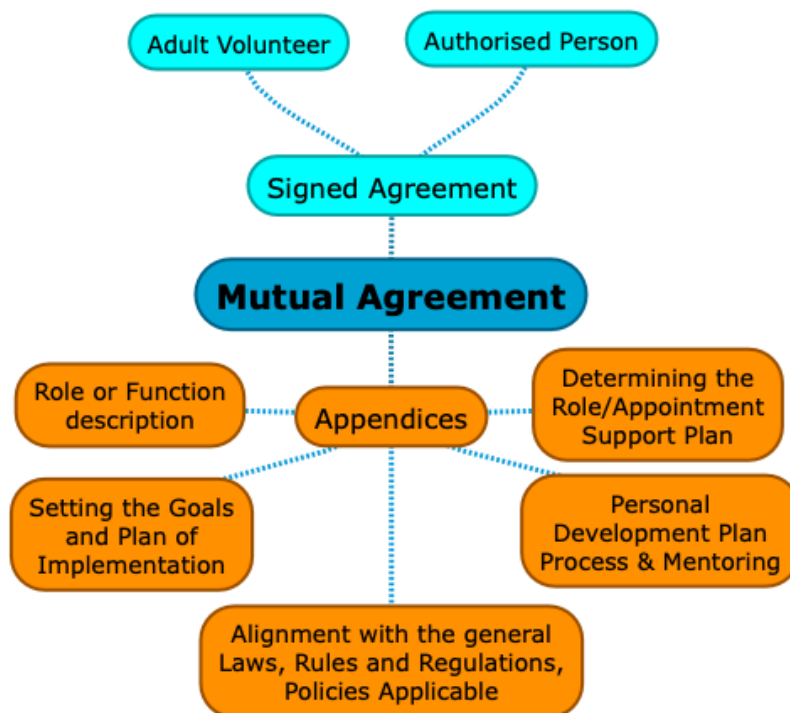 Adult Volunteer
Authorised Person
Signed Agreement
Mutual Agreement
Role or Function
description
Appendices
Determining the
Role/Appointment
Support Plan
Setting the Goals
and Plan of
Implementation
Personal
Development Plan
Process & Mentoring
Alignment with the general
Laws, Rules and Regulations,
Policies Applicable